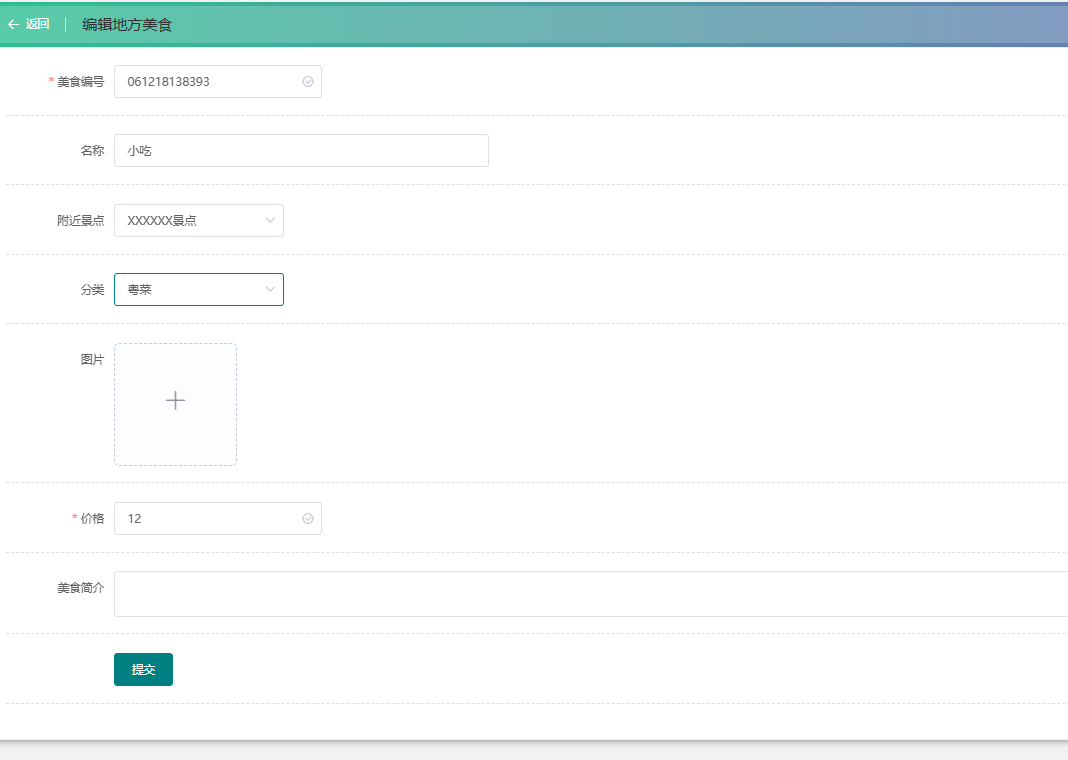 返回 编辑地方美食
* 美食编号 061218138393
名称 小吃
附近景点 XXXXXX景点
分类 粤菜
图片
* 价格 12
美食简介
提交